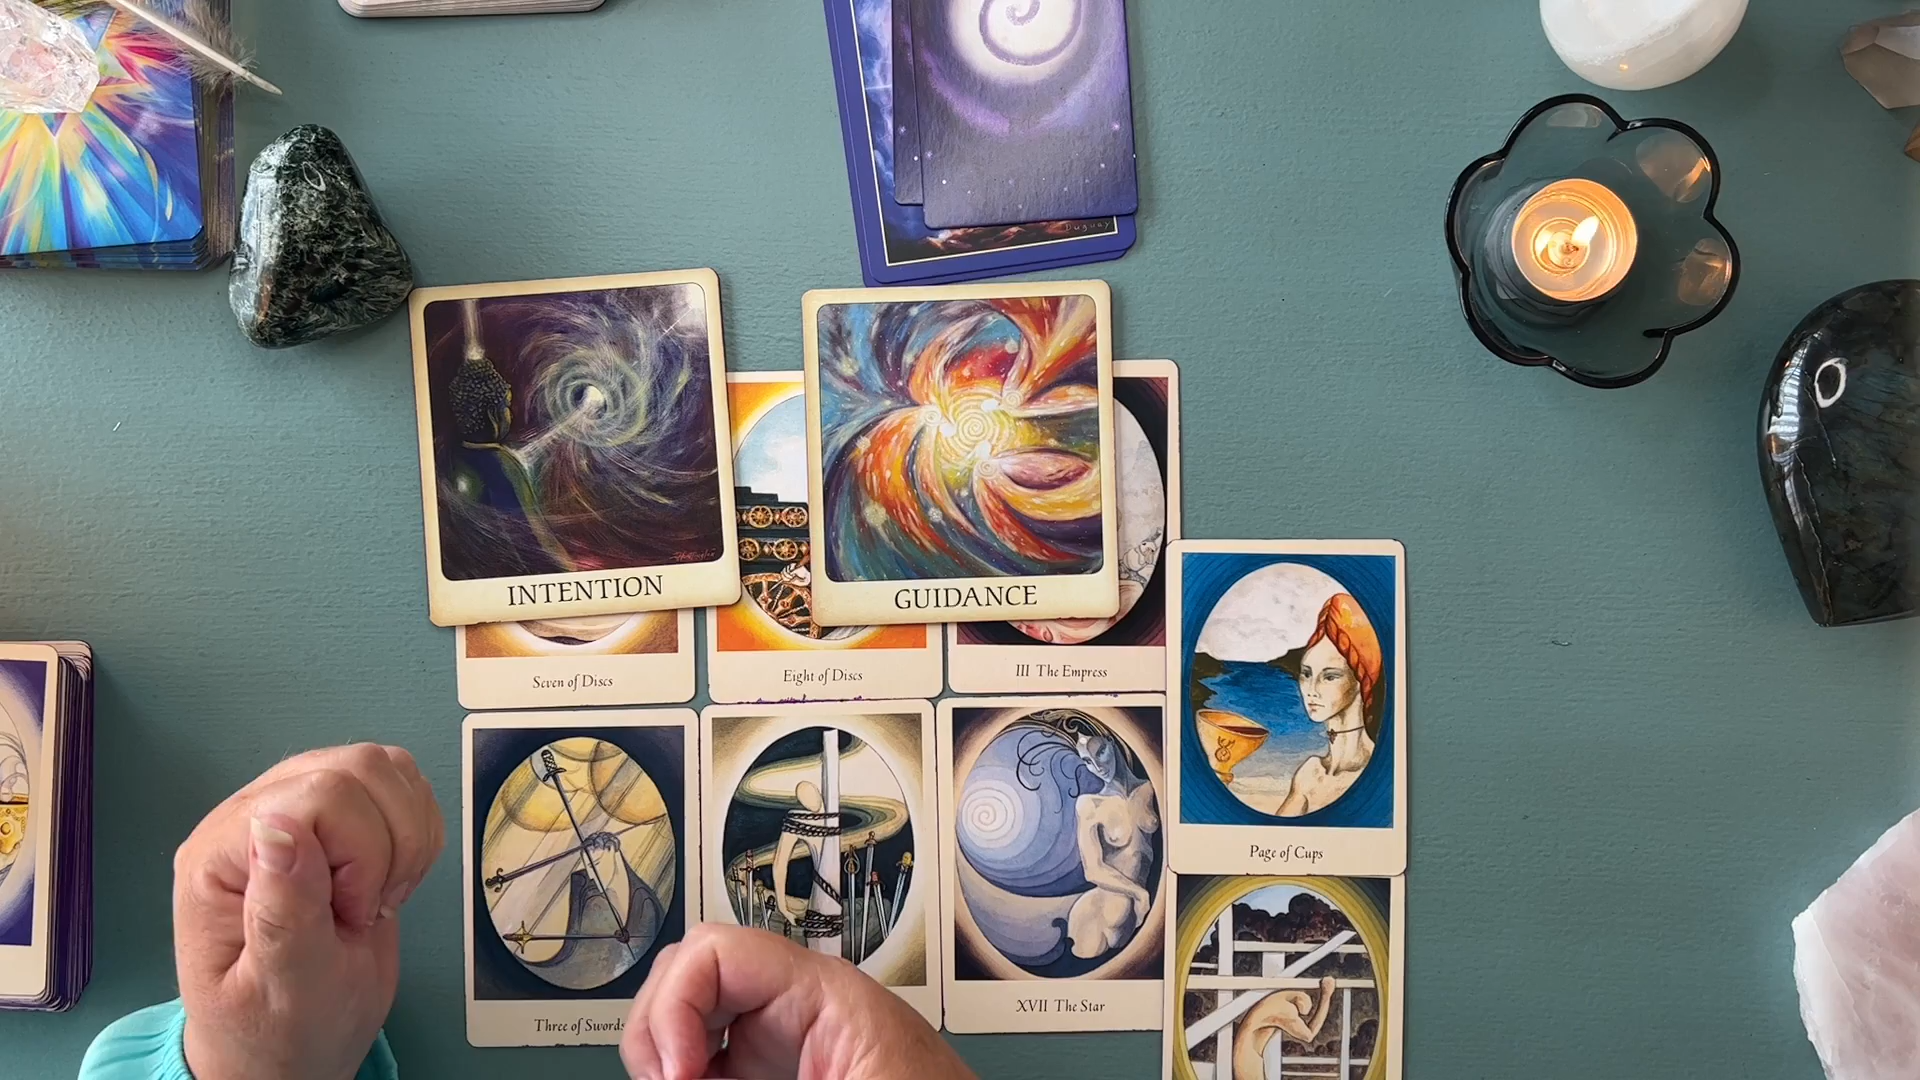 Duguay
INTENTION
GUIDANCE
Seven of Discs
Eight of Discs
III The Empress
Page of Cups
Three of Swords
XVII The Star